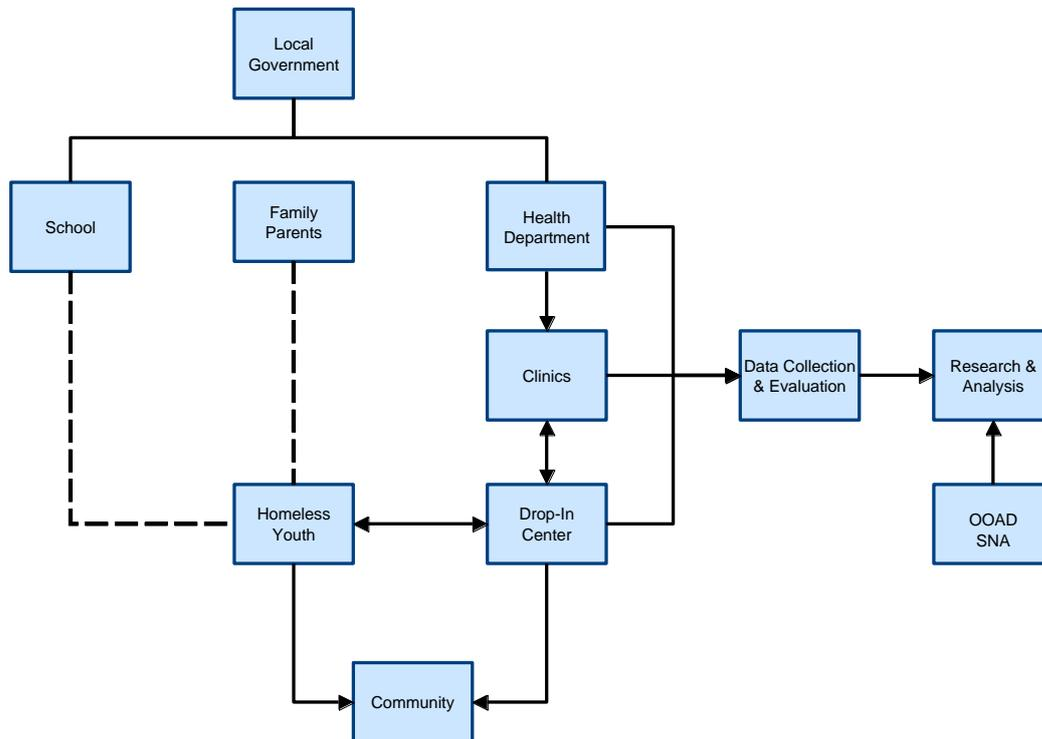 Local
Government
School
Family
Parents
Health
Department
Clinics
Data Collection
& Evaluation
Research &
Analysis
Homeless
Youth
Drop-In
Center
OOAD
SNA
Community